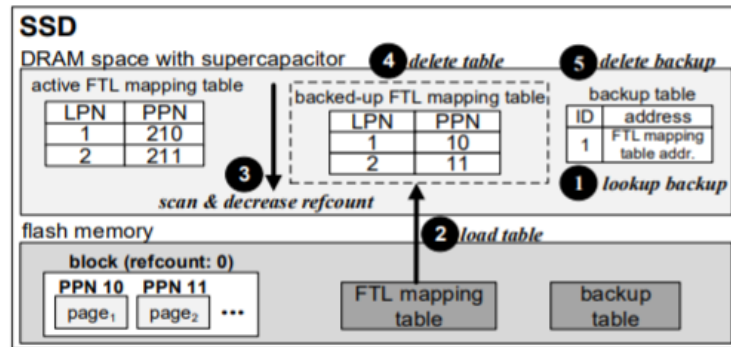 SSD
DRAM space with supercapacitor
4 delete table
5 delete backup
active FTL mapping table
LPN PPN
1 210
2 211
backed-up FTL mapping table
LPN PPN
1 10
2 11
backup table
ID address
1 FTL mapping
table addr.
3
scan & decrease refcount
1 lookup backup
flash memory
2 load table
block (refcount: 0)
PPN 10 PPN 11
page₁ page₂ •••
FTL mapping
table
backup
table